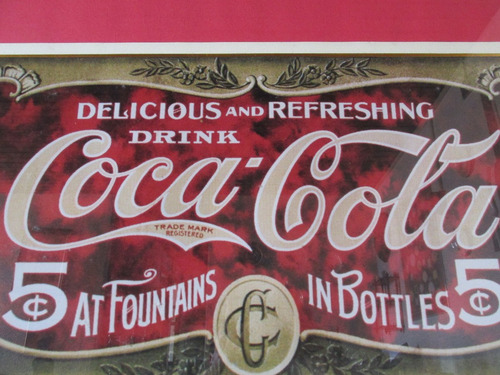 DELICIOUS AND REFRESHING
DRINK
Coca-Cola
TRADE MARK
REGISTERED
5¢ AT FOUNTAINS IN BOTTLES 5¢
CC